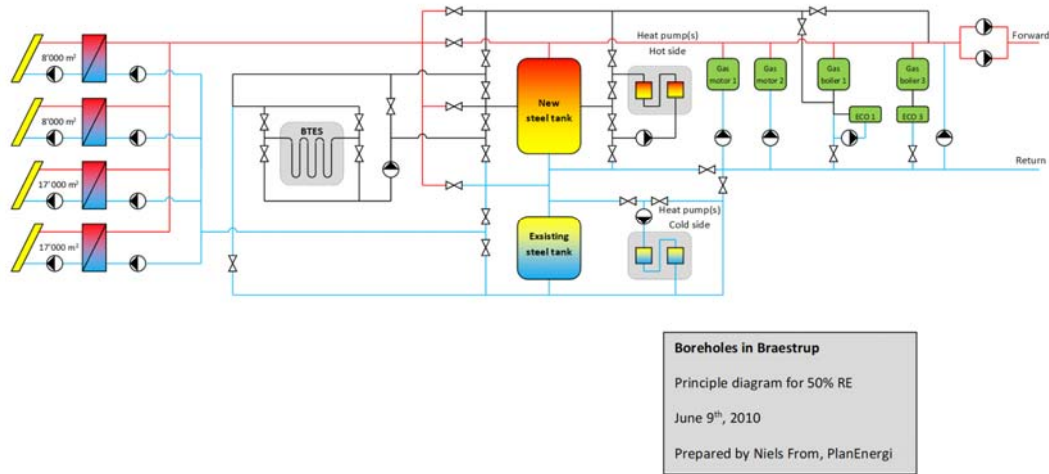 8'000 m²
8'000 m²
17'000 m²
17'000 m²
BTES
New
steel tank
Exsisting
steel tank
Heat pump(s)
Hot side
Heat pump(s)
Cold side
Gas
motor 1
Gas
motor 2
Gas
boiler 1
Gas
boiler 3
ECO 1
ECO 3
Forward
Return
Boreholes in Braestrup
Principle diagram for 50% RE
June 9th, 2010
Prepared by Niels From, PlanEnergi